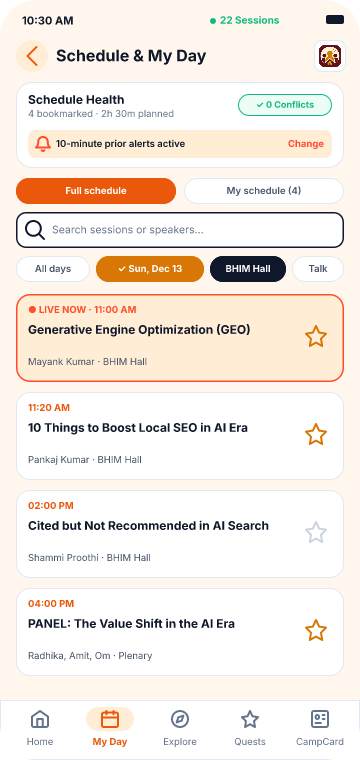 10:30 AM
● 22 Sessions
Schedule & My Day
Schedule Health
4 bookmarked · 2h 30m planned
✓ 0 Conflicts
10-minute prior alerts active
Change
Full schedule
My schedule (4)
Search sessions or speakers...
All days
✓ Sun, Dec 13
BHIM Hall
Talk
● LIVE NOW · 11:00 AM
Generative Engine Optimization (GEO)
Mayank Kumar · BHIM Hall
11:20 AM
10 Things to Boost Local SEO in AI Era
Pankaj Kumar · BHIM Hall
02:00 PM
Cited but Not Recommended in AI Search
Shammi Proothi · BHIM Hall
04:00 PM
PANEL: The Value Shift in the AI Era
Radhika, Amit, Om · Plenary
Home
My Day
Explore
Quests
CampCard